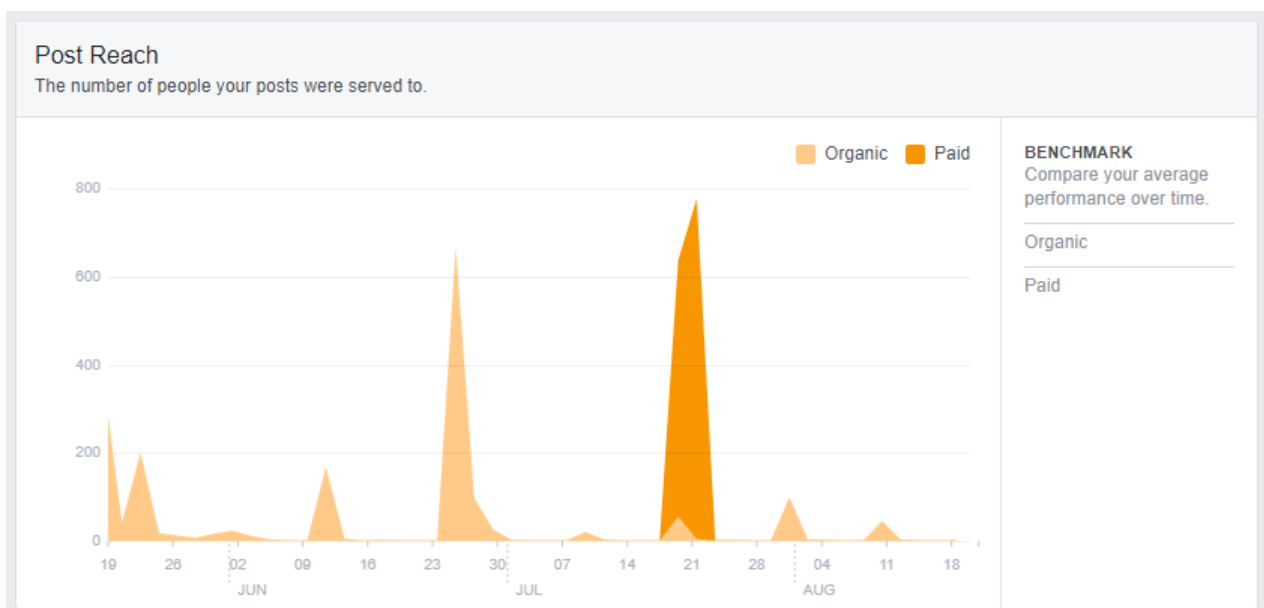 Post Reach
The number of people your posts were served to.
Organic Paid
800
600
400
200
0
19 26 02 09 16 23 30 07 14 21 28 04 11 18
JUN JUL AUG
BENCHMARK
Compare your average
performance over time.
Organic
Paid